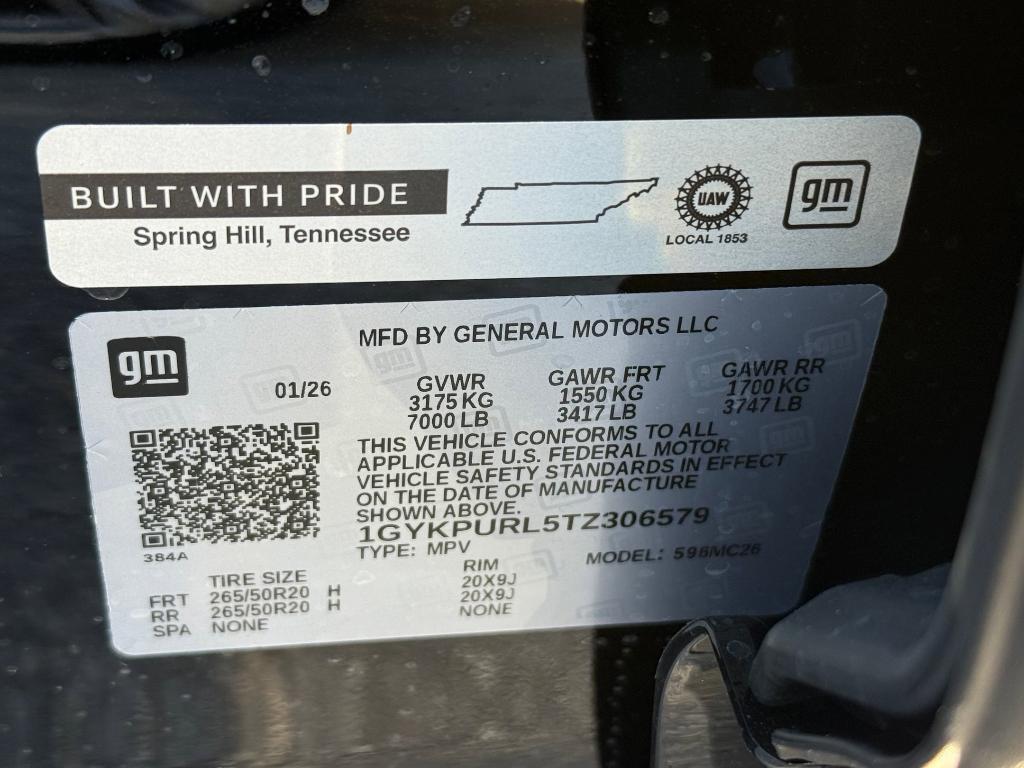 BUILT WITH PRIDE
Spring Hill, Tennessee
UAW
LOCAL 1853
gm
gm
MFD BY GENERAL MOTORS LLC
01/26
GVWR GAWR FRT GAWR RR
3175 KG 1550 KG 1700 KG
7000 LB 3417 LB 3747 LB
THIS VEHICLE CONFORMS TO ALL
APPLICABLE U.S. FEDERAL MOTOR
VEHICLE SAFETY STANDARDS IN EFFECT
ON THE DATE OF MANUFACTURE
SHOWN ABOVE.
1GYKPURL5TZ306579
TYPE: MPV MODEL: 598MC26
384A
TIRE SIZE RIM
FRT 265/50R20 H 20X9J
RR 265/50R20 H 20X9J
SPA NONE NONE